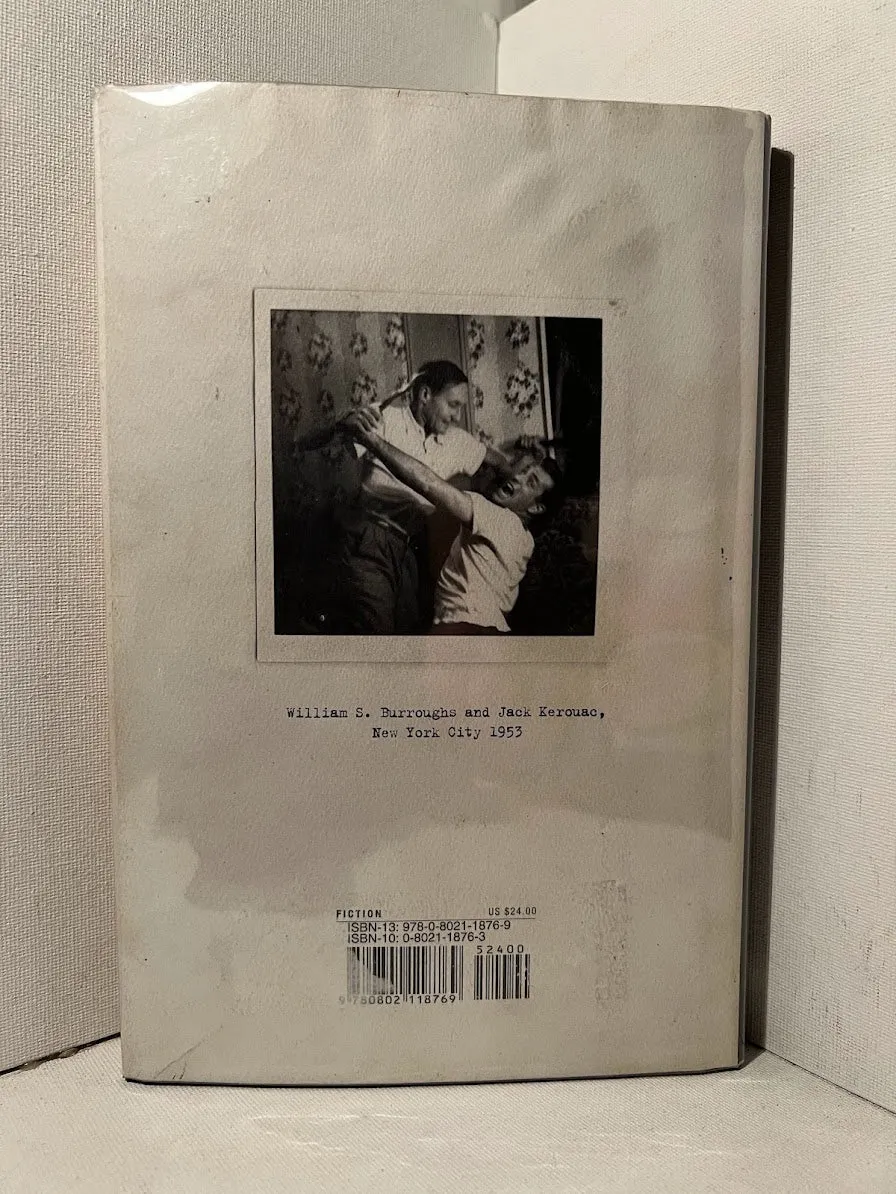 William S. Burroughs and Jack Kerouac,
New York City 1953
FICTION US $24.00
ISBN-13: 978-0-8021-1876-9
ISBN-10: 0-8021-1876-3
52400
9 780802 118769